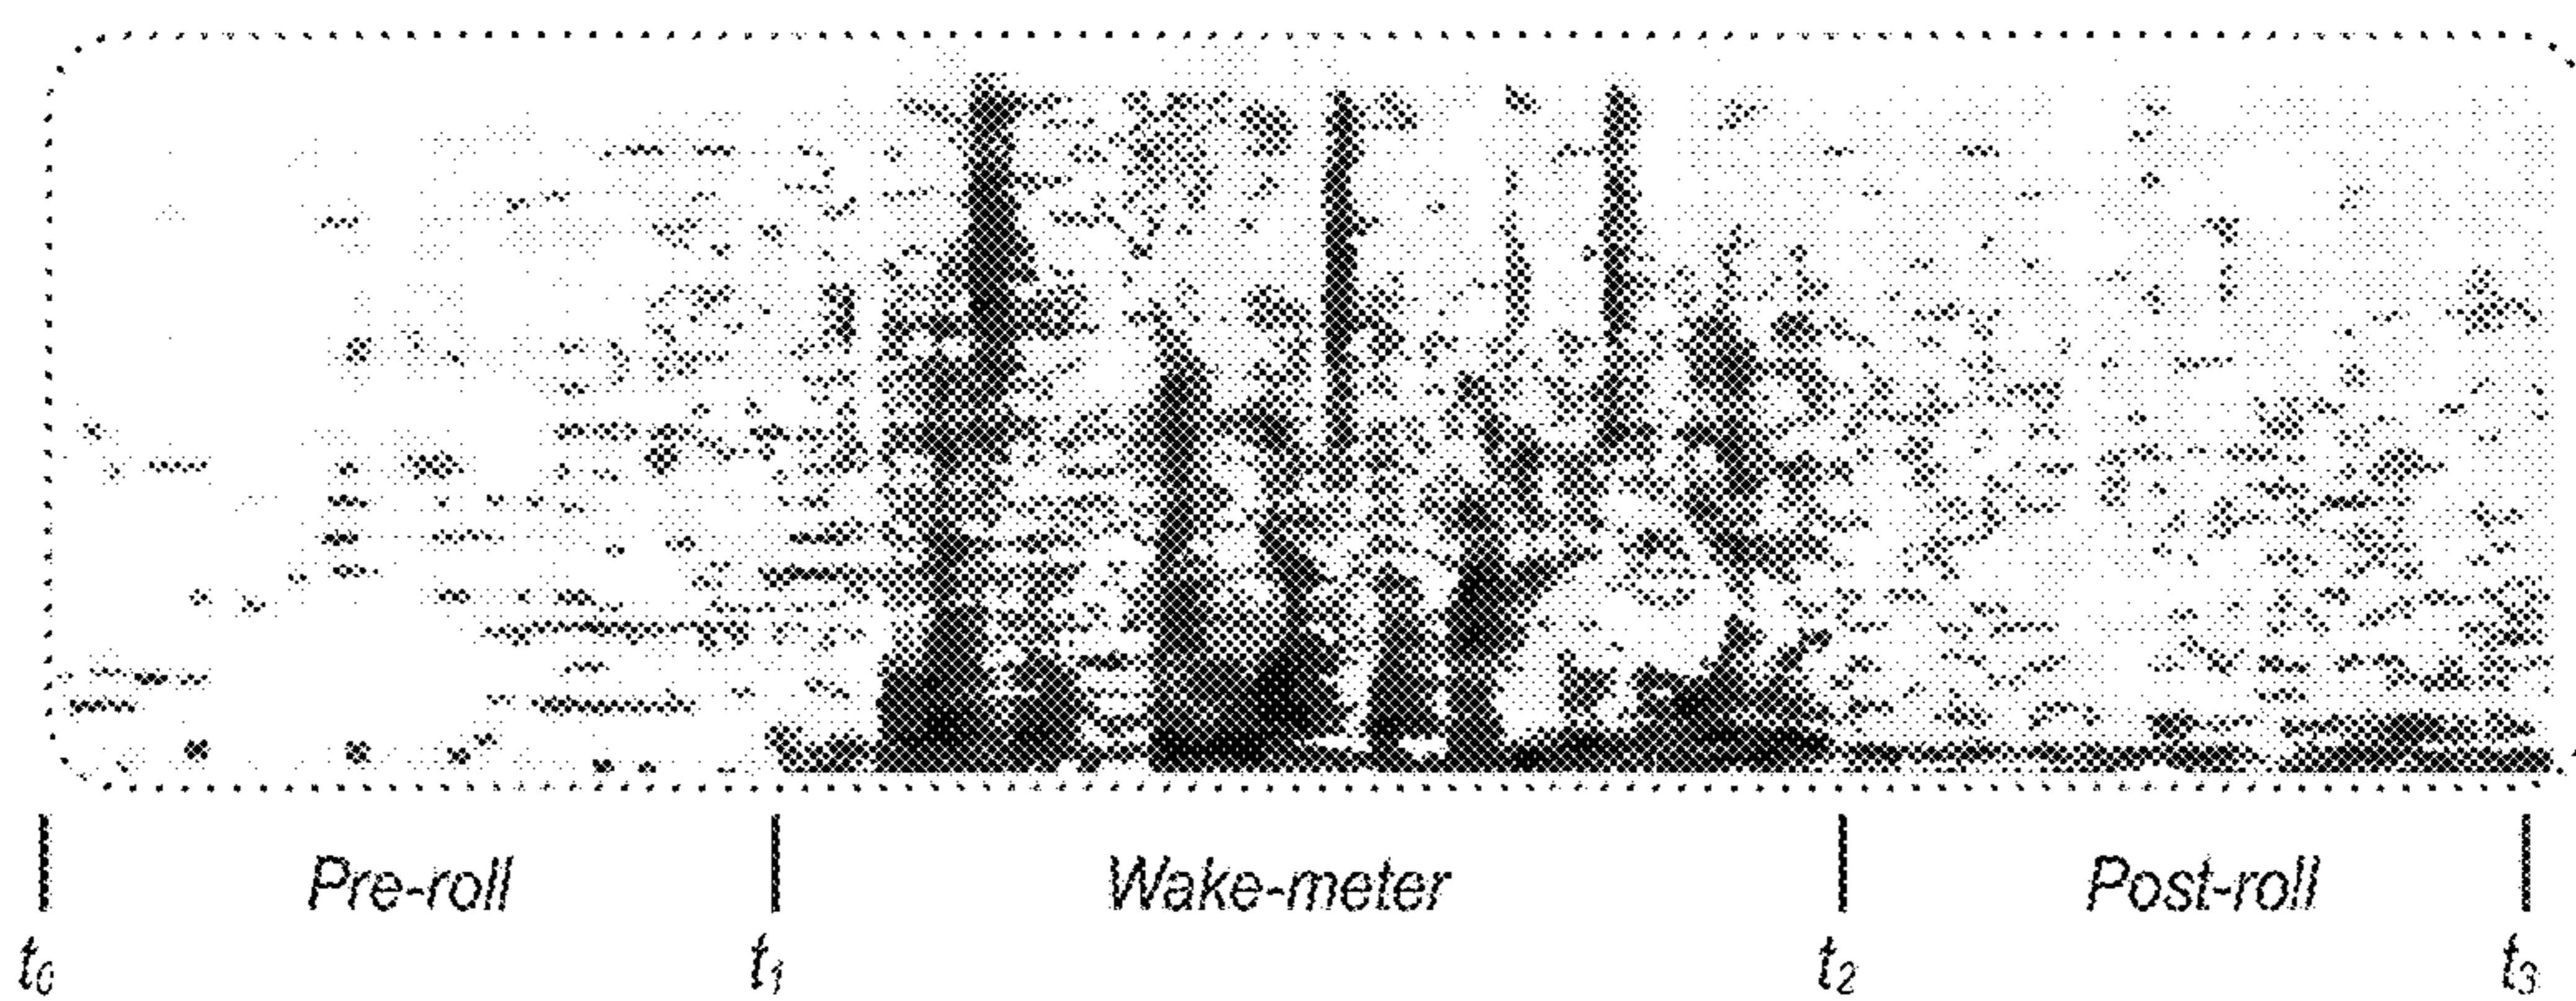 Pre-roll Wake-meter Post-roll
t₀ t₁ t₂ t₃